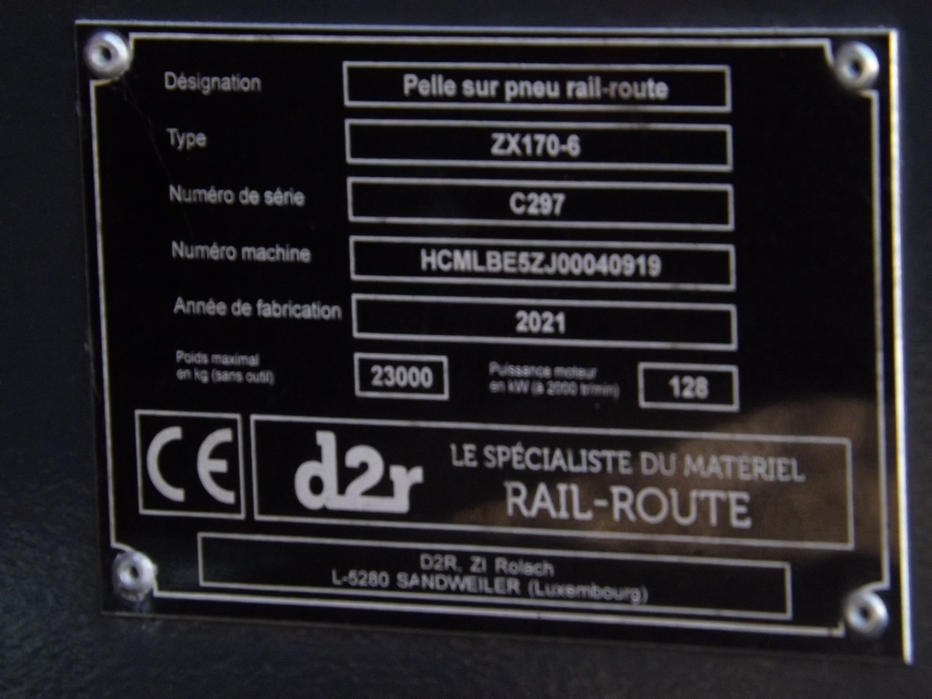 Désignation Pelle sur pneu rail-route
Type ZX170-6
Numéro de série C297
Numéro machine HCMLBE5ZJ00040919
Année de fabrication 2021
Poids maximal
en kg (sans outil) 23000
Puissance moteur
en kW (à 2000 tr/min) 128
CE
d2r
LE SPÉCIALISTE DU MATÉRIEL
RAIL-ROUTE
D2R, ZI Rolach
L-5280 SANDWEILER (Luxembourg)